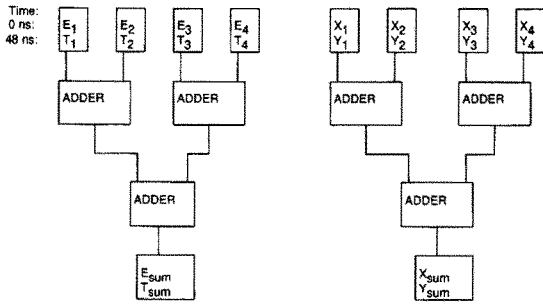 Time:
0 ns: E1 E2 E3 E4 X1 X2 X3 X4
48 ns: T1 T2 T3 T4 Y1 Y2 Y3 Y4
ADDER ADDER ADDER ADDER
ADDER ADDER
Esum Xsum
Tsum Ysum